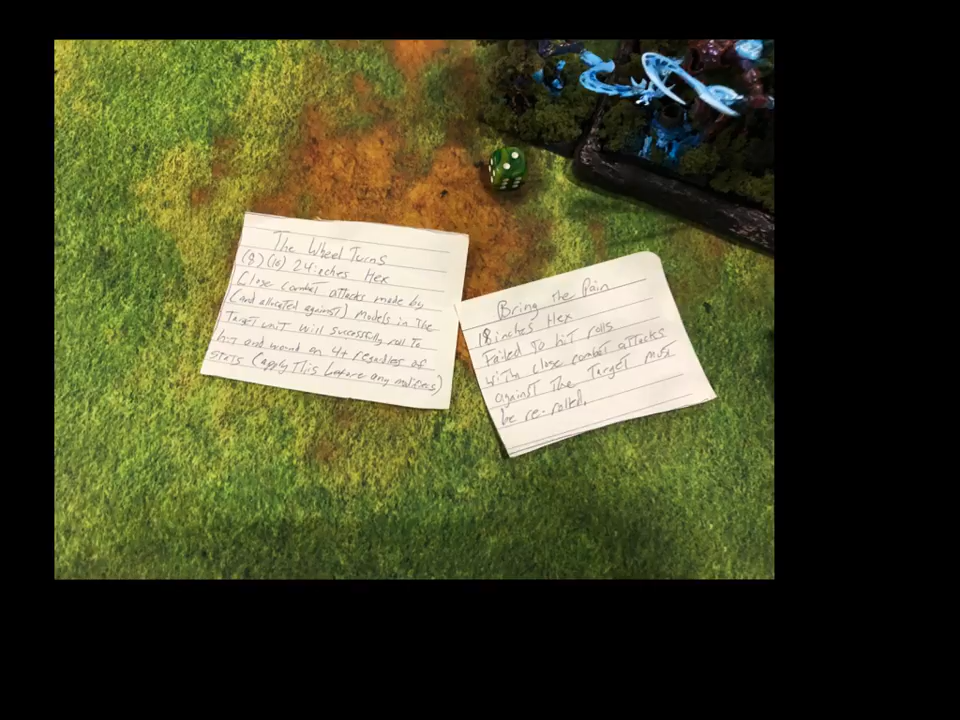 The Wheel Turns
(8) (10) 24 inches Hex
Close combat attacks made by
(and allocated against) Models in the
Target unit will successfully roll to
hit and wound on 4+ regardless of
stats (apply This before any modifiers)
Bring the Pain
18 inches Hex
Failed To hit rolls
with close combat attacks
against the Target must
be re-rolled.